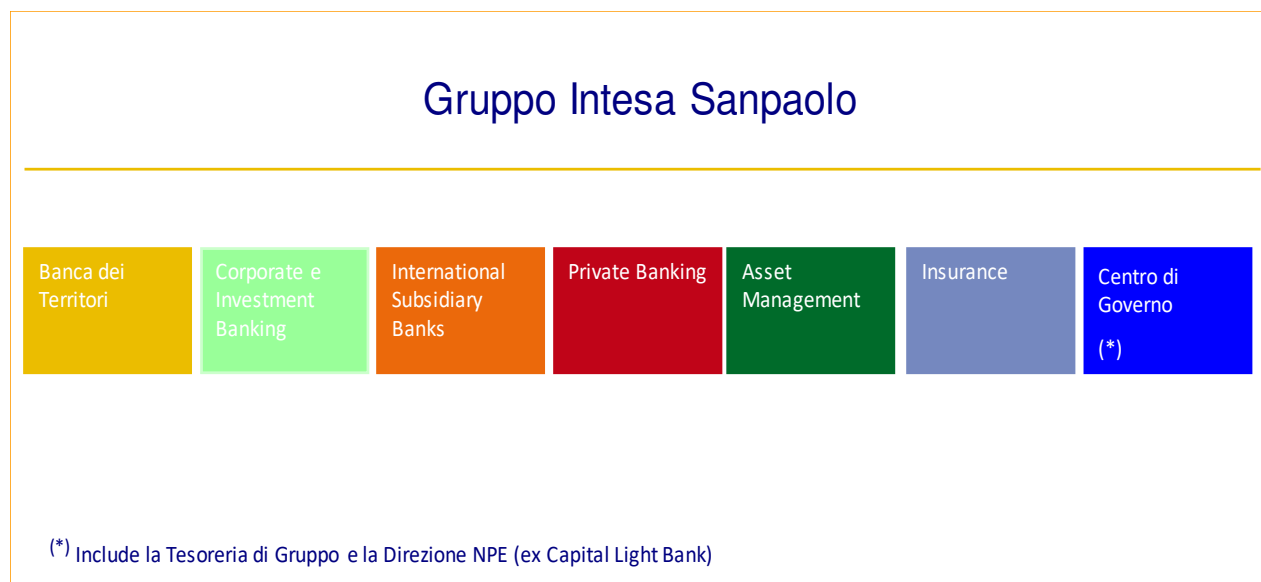 Gruppo Intesa Sanpaolo
Banca dei
Territori
Corporate e
Investment
Banking
International
Subsidiary
Banks
Private Banking
Asset
Management
Insurance
Centro di
Governo
(*)
(*) Include la Tesoreria di Gruppo e la Direzione NPE (ex Capital Light Bank)